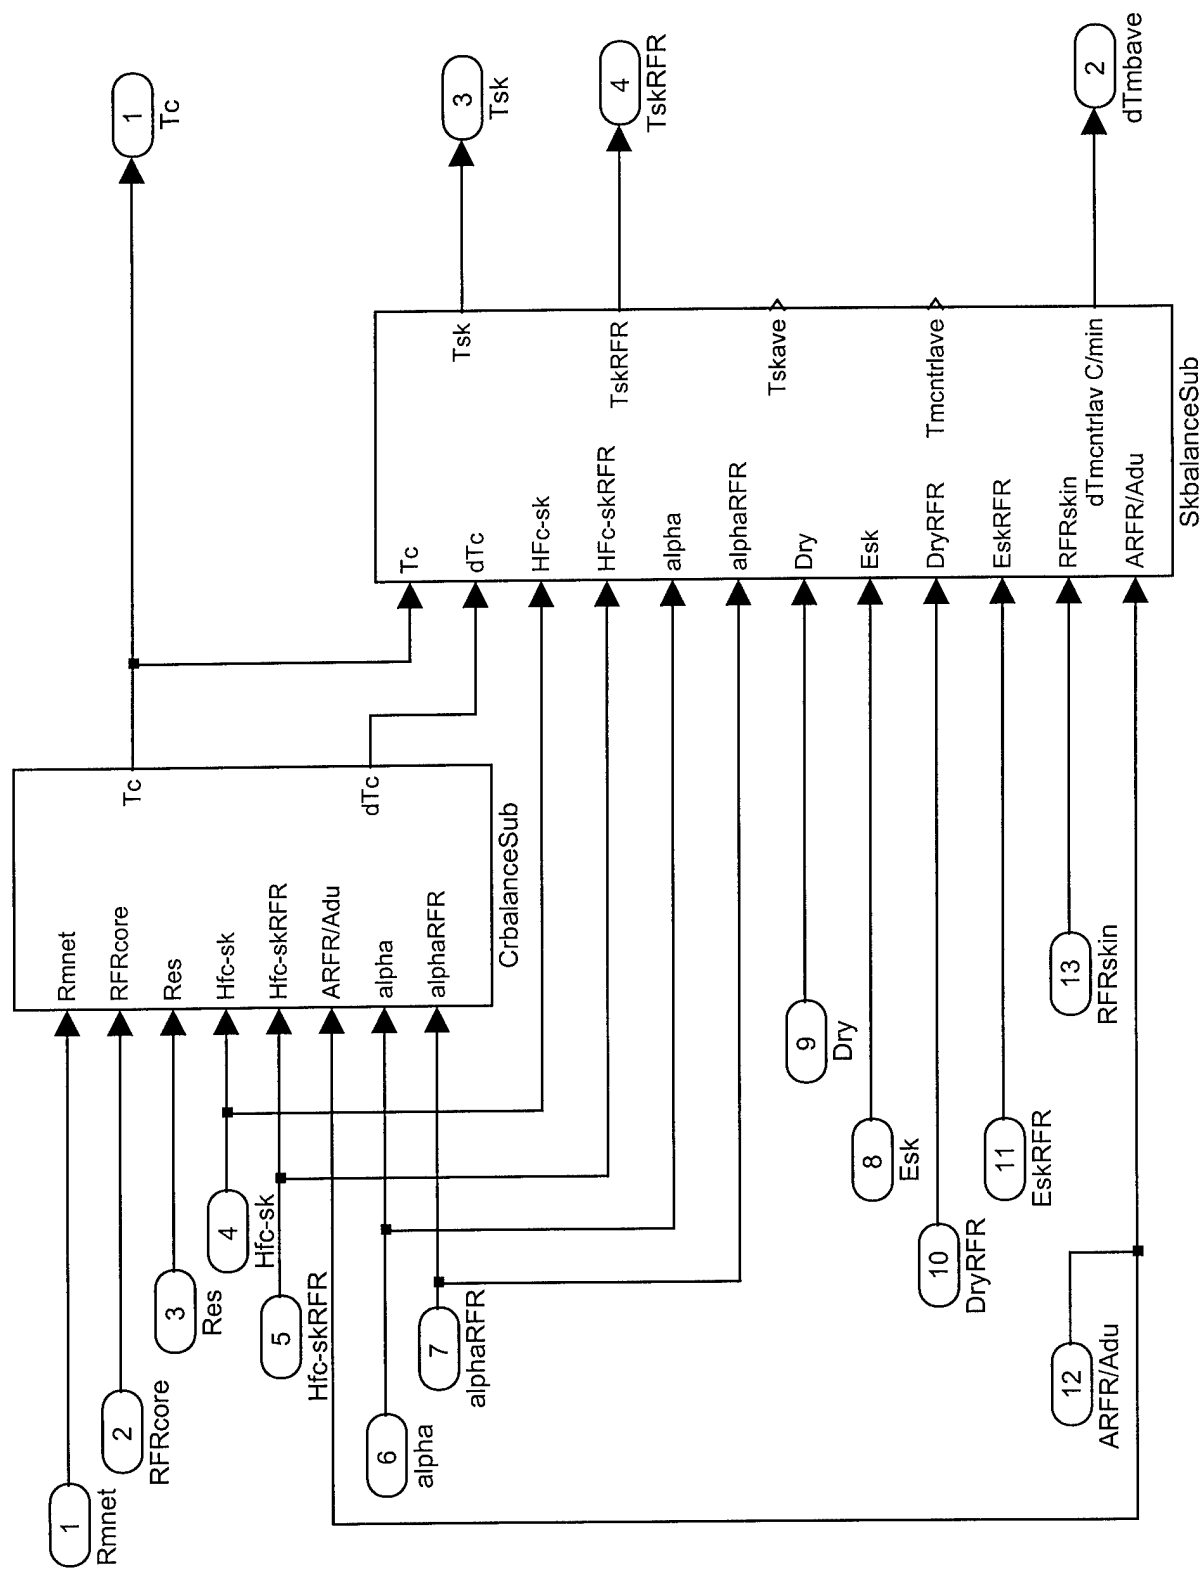 1
Rmnet
2
RFRcore
3
Res
4
Hfc-sk
5
Hfc-skRFR
6
alpha
7
alphaRFR
Rmnet
RFRcore
Res
Hfc-sk
Hfc-skRFR
ARFR/Adu
alpha
alphaRFR
Tc
dTc
CrbalanceSub
9
Dry
8
Esk
10
DryRFR
11
EskRFR
13
RFRskin
12
ARFR/Adu
Tc
dTc
HFc-sk
HFc-skRFR
alpha
alphaRFR
Dry
Esk
DryRFR
EskRFR
RFRskin
ARFR/Adu
Tsk
TskRFR
Tskave
Tmcntrlave
dTmcntrlav C/min
SkbalanceSub
1
Tc
3
Tsk
4
TskRFR
2
dTmbave